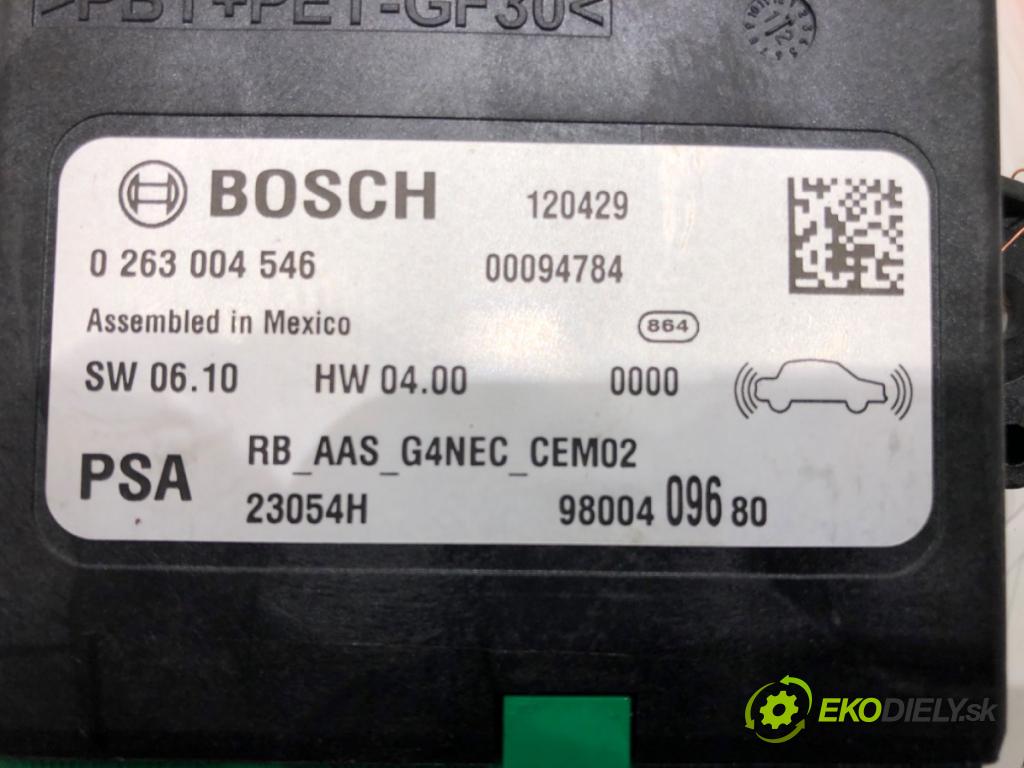 >PBT+PET-GF30<
12
BOSCH 120429
0 263 004 546 00094784
Assembled in Mexico 864
SW 06.10 HW 04.00 0000
PSA RB_AAS_G4NEC_CEM02
23054H 98004 096 80
EKODIELY.sk